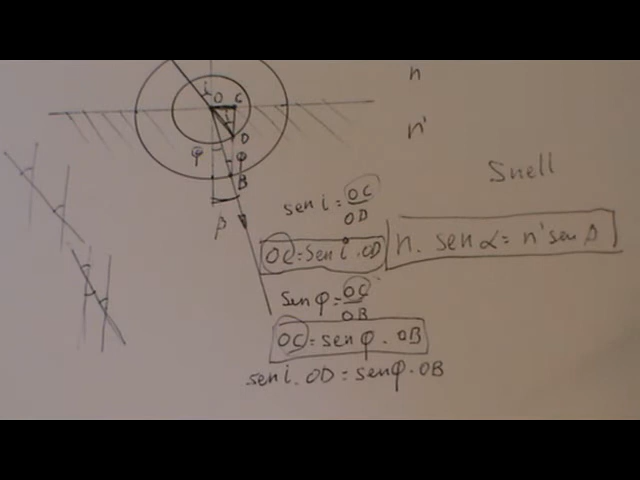 n
i
O C
i
n'
D
φ φ
B
β
Snell
sen i = OC/OD
OC = sen i . OD
n. sen α = n' sen β
sen φ = OC/OB
OC = sen φ . OB
sen i . OD = sen φ . OB